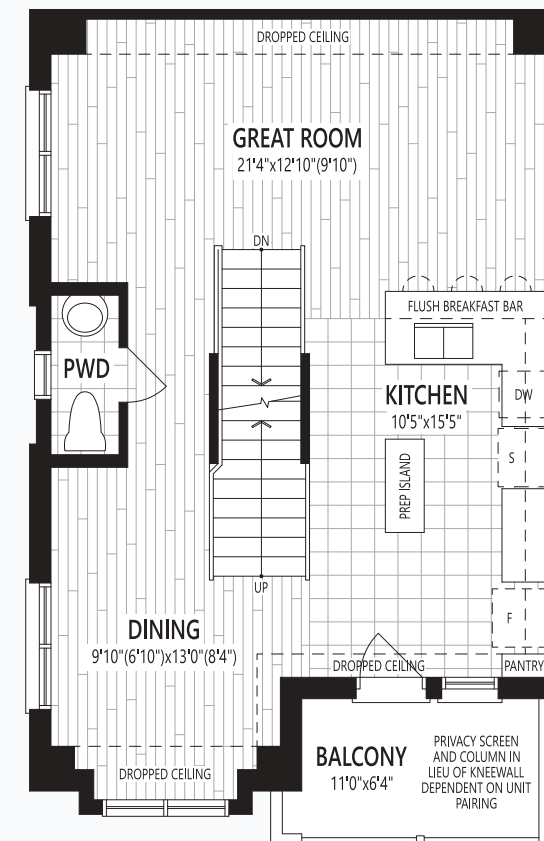 DROPPED CEILING
GREAT ROOM
21'4"x12'10"(9'10")
DN
FLUSH BREAKFAST BAR
PWD
KITCHEN
10'5"x15'5"
DW
S
PREP ISLAND
UP
F
DINING
9'10"(6'10")x13'0"(8'4")
DROPPED CEILING
PANTRY
DROPPED CEILING
BALCONY
11'0"x6'4"
PRIVACY SCREEN
AND COLUMN IN
LIEU OF KNEEWALL
DEPENDENT ON UNIT
PAIRING